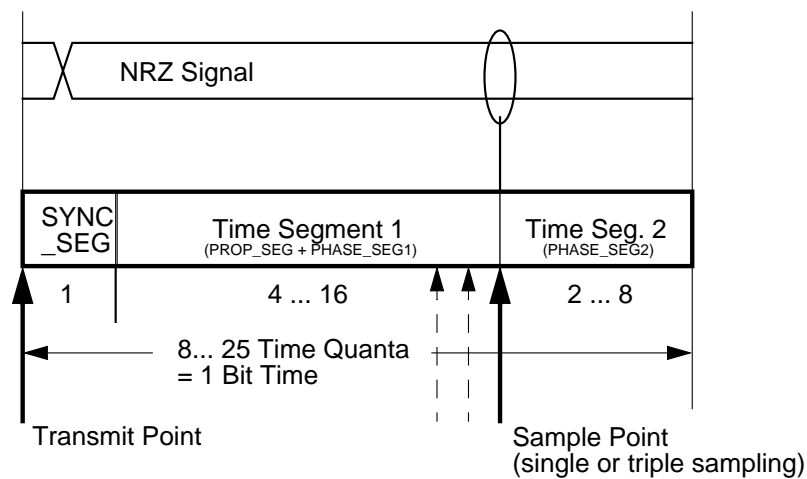 NRZ Signal
SYNC
_SEG
Time Segment 1
(PROP_SEG + PHASE_SEG1)
Time Seg. 2
(PHASE_SEG2)
1
4 ... 16
2 ... 8
8... 25 Time Quanta
= 1 Bit Time
Transmit Point
Sample Point
(single or triple sampling)